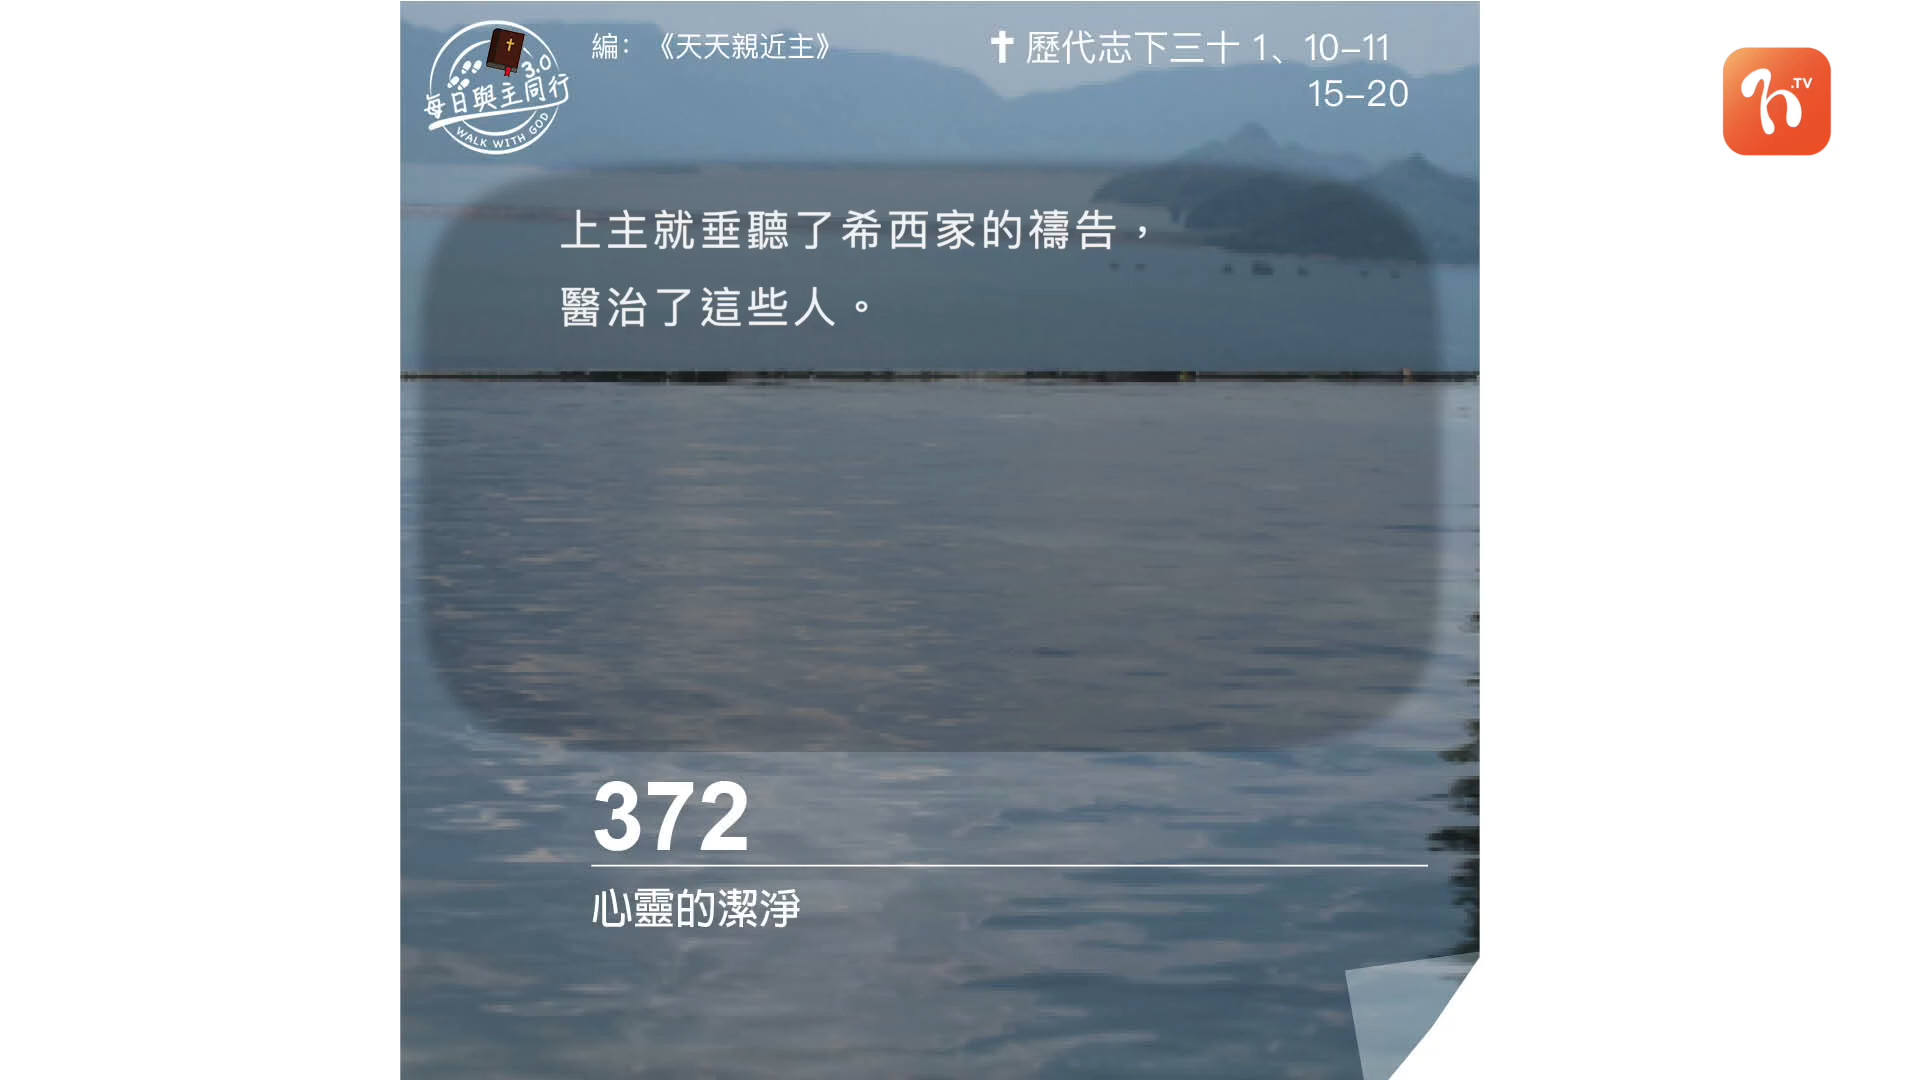 3.0
每日與主同行
WALK WITH GOD
編：《天天親近主》
✝ 歷代志下三十 1、10-11
15-20
h.TV
上主就垂聽了希西家的禱告，
醫治了這些人。
372
心靈的潔淨